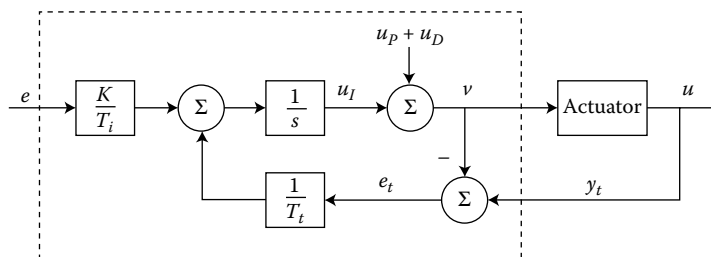 u_P + u_D
e
K
T_i
Σ
1
s
u_I
Σ
ν
Actuator
u
1
T_t
e_t
–
Σ
y_t